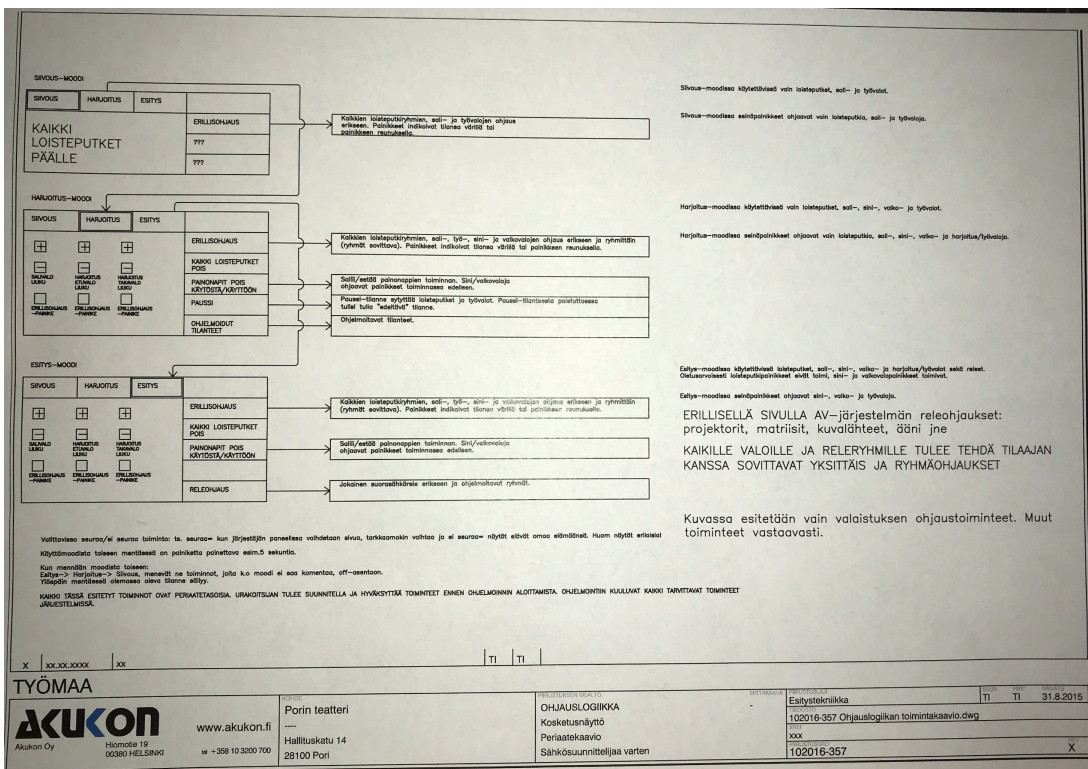 SIIVOUS-MOODI
SIIVOUS HARJOITUS ESITYS
KAIKKI
LOISTEPUTKET
PÄÄLLE
ERILLISOHJAUS
???
???
Kaikkien loisteputkiryhmien, sali- ja työvalojen ohjaus
erikseen. Painikkeet indikoivat tilansa värillä tai
painikkeen reunuksella.
Siivous-moodissa käytettävissä vain loisteputket, sali- ja työvalot.
Siivous-moodissa seinäpainikkeet ohjaavat vain loisteputkia, sali- ja työvaloja.
HARJOITUS-MOODI
SIIVOUS HARJOITUS ESITYS
SALIVALO
LIUKU
HARJOITUS
ETUVALO
LIUKU
HARJOITUS
TAKAVALO
LIUKU
ERILLISOHJAUS
-PAINIKE
ERILLISOHJAUS
-PAINIKE
ERILLISOHJAUS
-PAINIKE
ERILLISOHJAUS
KAIKKI LOISTEPUTKET
POIS
PAINONAPIT POIS
KÄYTÖSTÄ/KÄYTTÖÖN
PAUSSI
OHJELMOIDUT
TILANTEET
Kaikkien loisteputkiryhmien, sali-, työ-, sini- ja valkovalojen ohjaus erikseen ja ryhmittäin
(ryhmät sovittava). Painikkeet indikoivat tilansa värillä tai painikkeen reunuksella.
Sallii/estää painonappien toiminnan. Sini/valkovaloja
ohjaavat painikkeet toiminnassa edelleen.
Paussi-tilanne sytyttää loisteputket ja työvalot. Paussi-tilanteesta poistuttaessa
tulisi tulla "edeltävä" tilanne.
Ohjelmoitavat tilanteet.
Harjoitus-moodissa käytettävissä vain loisteputket, sali-, sini-, valko- ja työvalot.
Harjoitus-moodissa seinäpainikkeet ohjaavat vain loisteputkia, sali-, sini-, valko- ja harjoitus/työvaloja.
ESITYS-MOODI
SIIVOUS HARJOITUS ESITYS
SALIVALO
LIUKU
HARJOITUS
ETUVALO
LIUKU
HARJOITUS
TAKAVALO
LIUKU
ERILLISOHJAUS
-PAINIKE
ERILLISOHJAUS
-PAINIKE
ERILLISOHJAUS
-PAINIKE
ERILLISOHJAUS
KAIKKI LOISTEPUTKET
POIS
PAINONAPIT POIS
KÄYTÖSTÄ/KÄYTTÖÖN
RELEOHJAUS
Kaikkien loisteputkiryhmien, sali-, työ-, sini- ja valkovalojen ohjaus erikseen ja ryhmittäin
(ryhmät sovittava). Painikkeet indikoivat tilansa värillä tai painikkeen reunuksella.
Sallii/estää painonappien toiminnan. Sini/valkovaloja
ohjaavat painikkeet toiminnassa edelleen.
Jokainen suorasähkörele erikseen ja ohjelmoitavat ryhmät.
Esitys-moodissa käytettävissä loisteputket, sali-, sini-, valko- ja harjoitus/työvalot sekä releet.
Oletusarvoisesti loisteputkipainikkeet eivät toimi, sini- ja valkovalopainikkeet toimivat.
Esitys-moodissa seinäpainikkeet ohjaavat sini-, valko- ja työvaloja.
ERILLISELLÄ SIVULLA AV-järjestelmän releohjaukset:
projektorit, matriisit, kuvalähteet, ääni jne
KAIKILLE VALOILLE JA RELERYHMILLE TULEE TEHDÄ TILAAJAN
KANSSA SOVITTAVAT YKSITTÄIS JA RYHMÄOHJAUKSET
Kuvassa esitetään vain valaistuksen ohjaustoiminteet. Muut
toiminteet vastaavasti.
Valittavissa seuraa/ei seuraa toiminto: ts. seuraa= kun järjestäjän paneelissa vaihdetaan sivua, tarkkaamokin vaihtaa ja ei seuraa= näytöt elävät omaa elämäänsä. Huom näytöt erilaisia!
Käyttömoodista toiseen mentäessä on painiketta painettava esim.5 sekuntia.
Kun mennään moodista toiseen:
Esitys-> Harjoitus-> Siivous, menevät ne toiminnot, joita k.o moodi ei saa komentaa, off-asentoon.
Ylöspäin mentäessä olemassa oleva tilanne säilyy.
KAIKKI TÄSSÄ ESITETYT TOIMINNOT OVAT PERIAATETASOISIA. URAKOITSIJAN TULEE SUUNNITELLA JA HYVÄKSYTTÄÄ TOIMINTEET ENNEN OHJELMOINNIN ALOITTAMISTA. OHJELMOINTIIN KUULUVAT KAIKKI TARVITTAVAT TOIMINTEET
JÄRJESTELMISSÄ.
X xx.xx.xxxx xx TI TI
TYÖMAA
AKUKON
Akukon Oy
Hiomotie 19
00380 HELSINKI
www.akukon.fi
tel +358 10 3200 700
KOHDE
Porin teatteri
----
Hallituskatu 14
28100 Pori
PIIRUSTUKSEN SISÄLTÖ
MITTAKAAVA
OHJAUSLOGIIKKA
-
Kosketusnäyttö
Periaatekaavio
Sähkösuunnittelijaa varten
PIIRUSTUSLAJI
Esitystekniikka
SUUN.
TI
PIIRT.
TI
PÄIVÄYS
31.8.2015
TIEDOSTO
102016-357 Ohjauslogiikan toimintakaavio.dwg
XREF
xxx
102016-357
REV
X